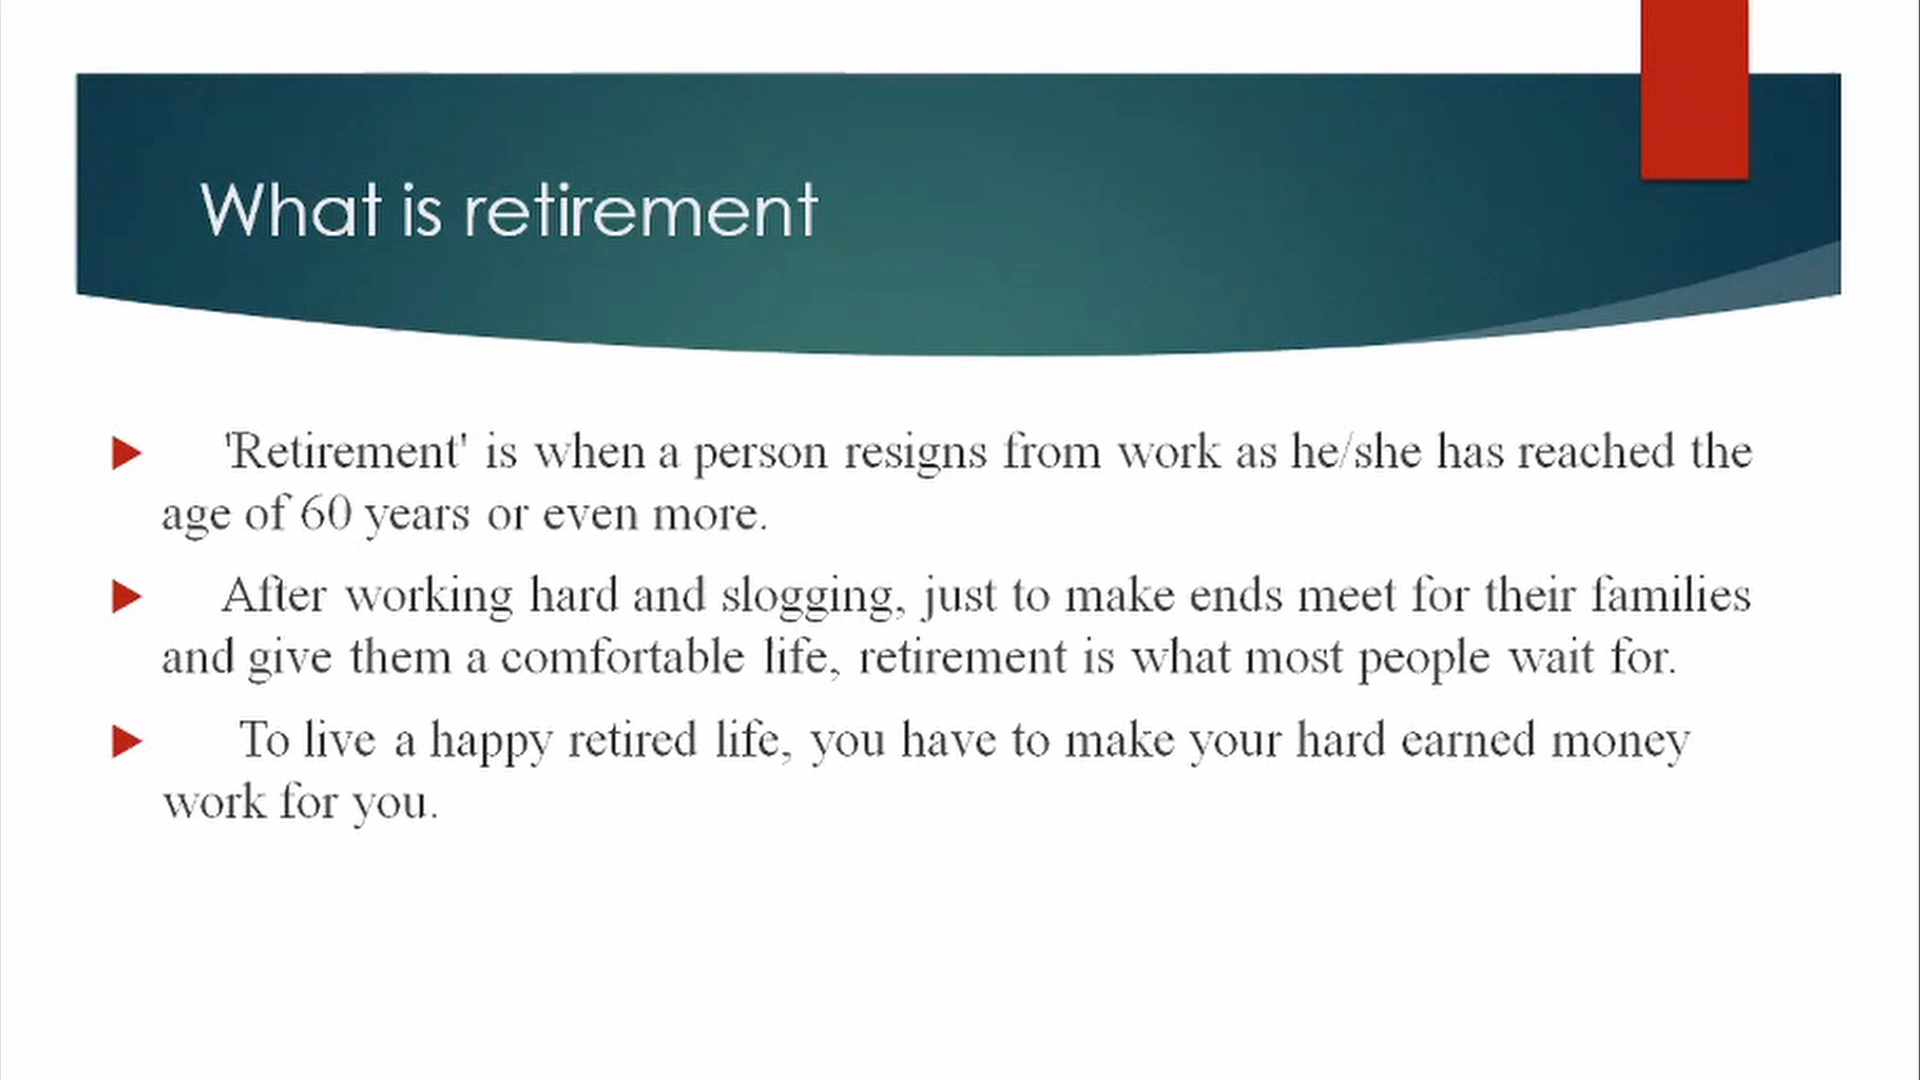 What is retirement
'Retirement' is when a person resigns from work as he/she has reached the
age of 60 years or even more.
After working hard and slogging, just to make ends meet for their families
and give them a comfortable life, retirement is what most people wait for.
To live a happy retired life, you have to make your hard earned money
work for you.